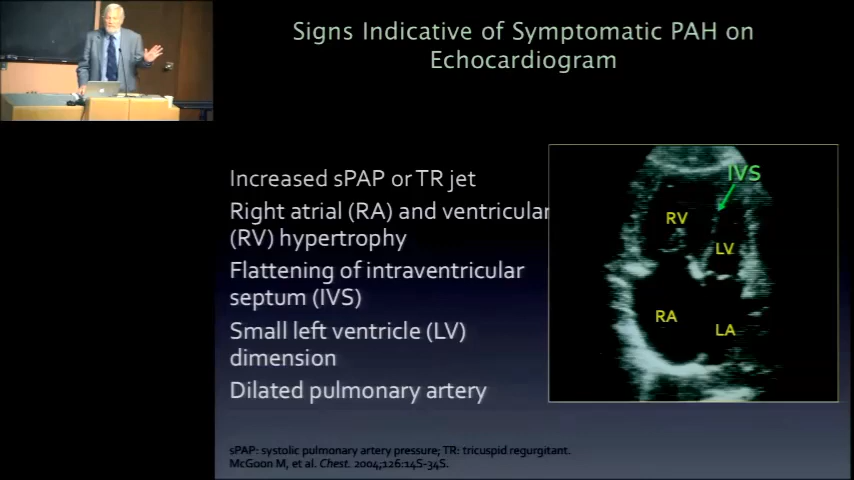 Signs Indicative of Symptomatic PAH on
Echocardiogram
Increased sPAP or TR jet
Right atrial (RA) and ventricular
(RV) hypertrophy
Flattening of intraventricular
septum (IVS)
Small left ventricle (LV)
dimension
Dilated pulmonary artery
IVS
RV
LV
RA
LA
sPAP: systolic pulmonary artery pressure; TR: tricuspid regurgitant.
McGoon M, et al. Chest. 2004;126:14S-34S.